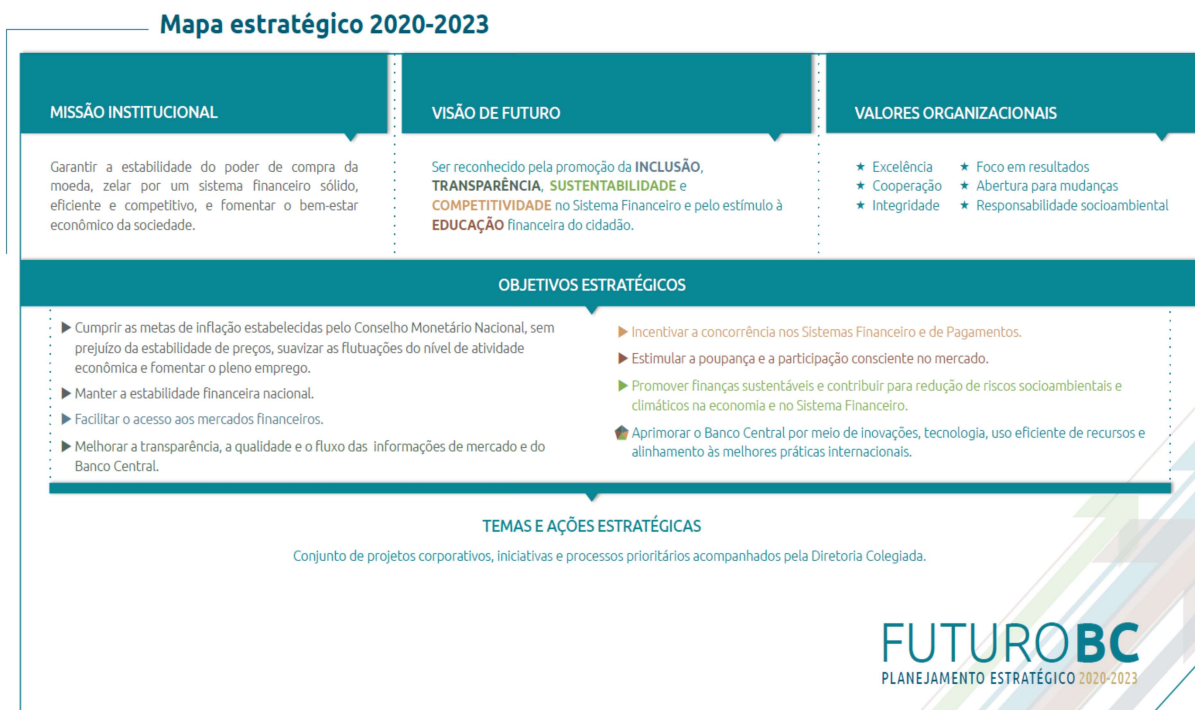 Mapa estratégico 2020-2023
MISSÃO INSTITUCIONAL
Garantir a estabilidade do poder de compra da
moeda, zelar por um sistema financeiro sólido,
eficiente e competitivo, e fomentar o bem-estar
econômico da sociedade.
VISÃO DE FUTURO
Ser reconhecido pela promoção da INCLUSÃO,
TRANSPARÊNCIA, SUSTENTABILIDADE e
COMPETITIVIDADE no Sistema Financeiro e pelo estímulo à
EDUCAÇÃO financeira do cidadão.
VALORES ORGANIZACIONAIS
★ Excelência
★ Cooperação
★ Integridade
★ Foco em resultados
★ Abertura para mudanças
★ Responsabilidade socioambiental
OBJETIVOS ESTRATÉGICOS
▶ Cumprir as metas de inflação estabelecidas pelo Conselho Monetário Nacional, sem
prejuízo da estabilidade de preços, suavizar as flutuações do nível de atividade
econômica e fomentar o pleno emprego.
▶ Manter a estabilidade financeira nacional.
▶ Facilitar o acesso aos mercados financeiros.
▶ Melhorar a transparência, a qualidade e o fluxo das informações de mercado e do
Banco Central.
▶ Incentivar a concorrência nos Sistemas Financeiro e de Pagamentos.
▶ Estimular a poupança e a participação consciente no mercado.
▶ Promover finanças sustentáveis e contribuir para redução de riscos socioambientais e
climáticos na economia e no Sistema Financeiro.
Aprimorar o Banco Central por meio de inovações, tecnologia, uso eficiente de recursos e
alinhamento às melhores práticas internacionais.
TEMAS E AÇÕES ESTRATÉGICAS
Conjunto de projetos corporativos, iniciativas e processos prioritários acompanhados pela Diretoria Colegiada.
FUTUROBC
PLANEJAMENTO ESTRATÉGICO 2020-2023